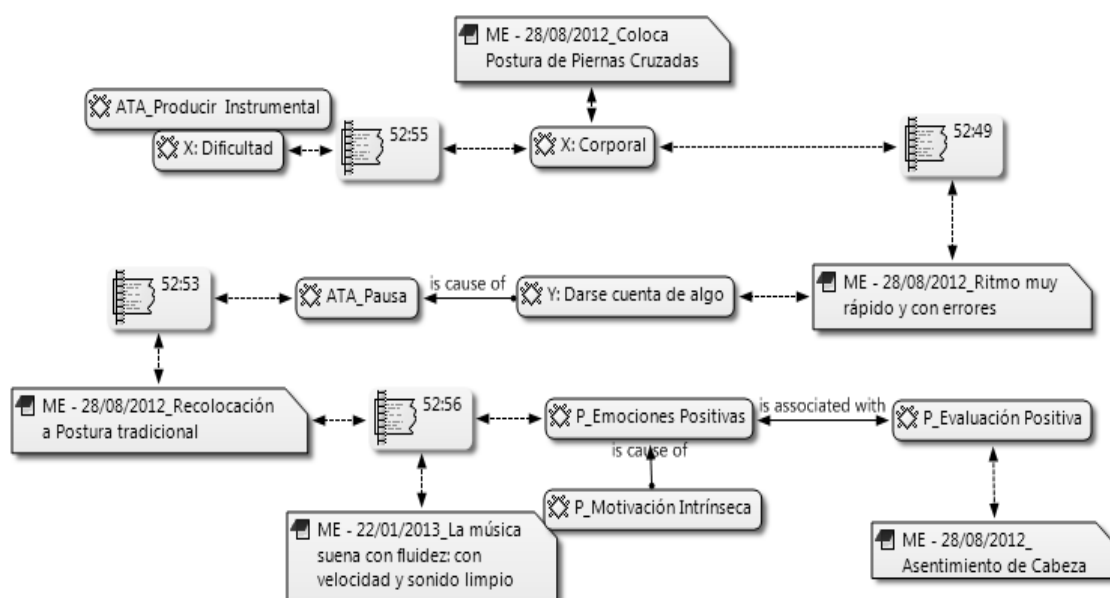 ME - 28/08/2012_Coloca
Postura de Piernas Cruzadas
ATA_Producir Instrumental
X: Dificultad
52:55
X: Corporal
52:49
52:53
ATA_Pausa
is cause of
Y: Darse cuenta de algo
ME - 28/08/2012_Ritmo muy
rápido y con errores
ME - 28/08/2012_Recolocación
a Postura tradicional
52:56
P_Emociones Positivas
is associated with
P_Evaluación Positiva
is cause of
P_Motivación Intrínseca
ME - 22/01/2013_La música
suena con fluidez: con
velocidad y sonido limpio
ME - 28/08/2012_
Asentimiento de Cabeza